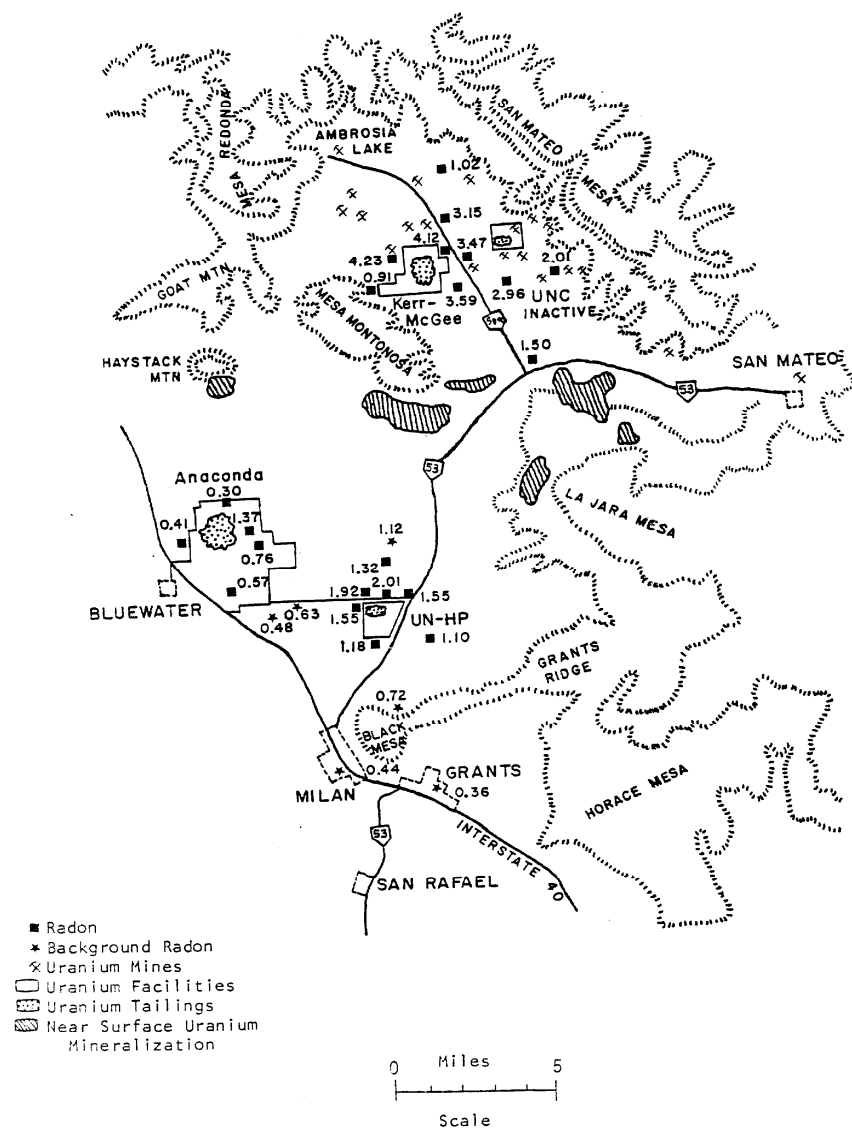 SAN MATEO
MESA
REDONDA
MESA
AMBROSIA
LAKE
1.02
MESA
3.15
4.12
3.47
4.23
2.01
GOAT MTN
0.91
Kerr-
McGee
3.59
2.96
UNC
INACTIVE
MESA MONTONOSA
509
1.50
HAYSTACK
MTN
SAN MATEO
53
53
Anaconda
0.30
LA JARA MESA
0.41
1.37
1.12
0.76
1.32
0.57
1.92
2.01
1.55
BLUEWATER
0.63
1.55
UN-HP
0.48
1.18
1.10
GRANTS
RIDGE
0.72
BLACK
MESA
0.44
GRANTS
0.36
MILAN
HORACE MESA
53
INTERSTATE 40
SAN RAFAEL
Radon
Background Radon
Uranium Mines
Uranium Facilities
Uranium Tailings
Near Surface Uranium
Mineralization
0 Miles 5
Scale